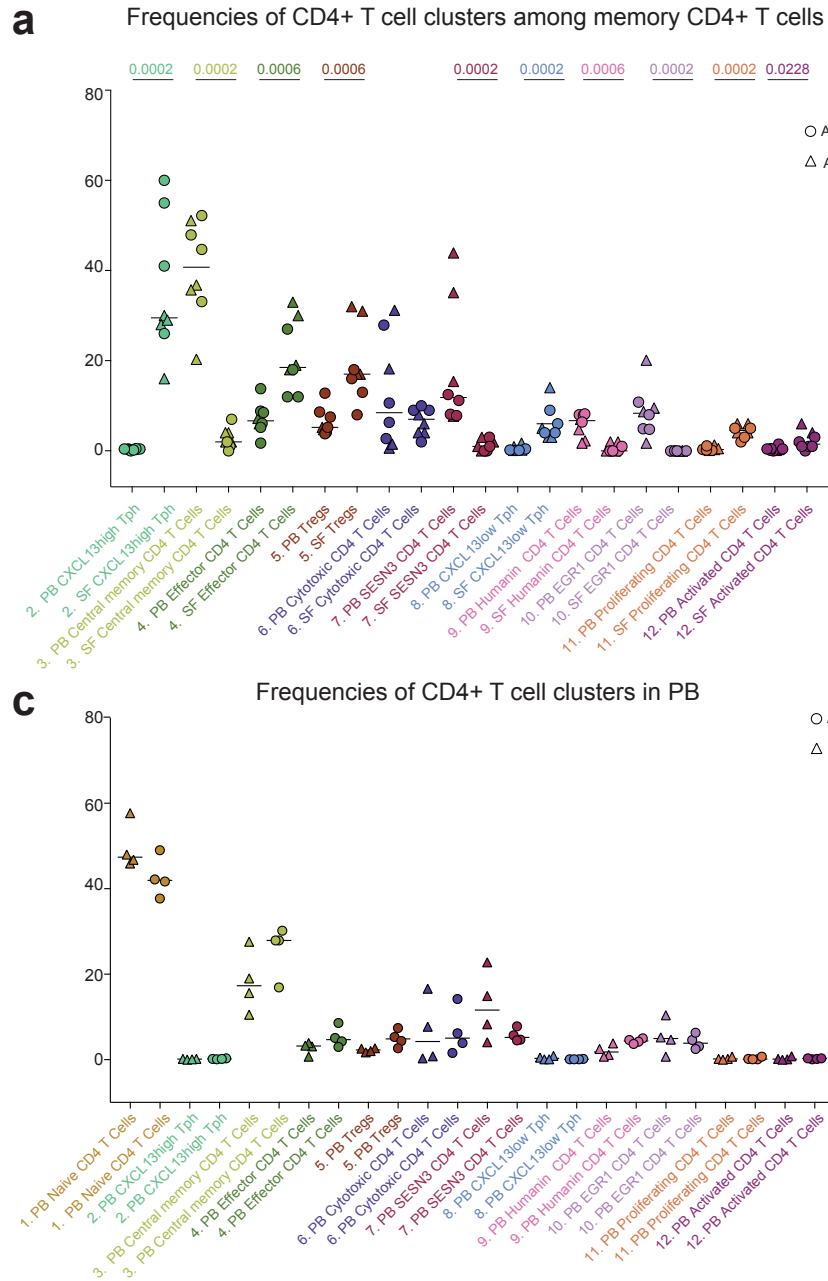 a
Frequencies of CD4+ T cell clusters among memory CD4+ T cells
0.0002 0.0002 0.0006 0.0006 0.0002 0.0002 0.0006 0.0002 0.0002 0.0228
80
60
40
20
0
A
A
2. PB CXCL13high Tph
2. SF CXCL13high Tph
3. PB Central memory CD4 T Cells
3. SF Central memory CD4 T Cells
4. PB Effector CD4 T Cells
4. SF Effector CD4 T Cells
5. PB Tregs
5. SF Tregs
6. PB Cytotoxic CD4 T Cells
6. SF Cytotoxic CD4 T Cells
7. PB SESN3 CD4 T Cells
7. SF SESN3 CD4 T Cells
8. PB CXCL13low Tph
8. SF CXCL13low Tph
9. PB Humanin CD4 T Cells
9. SF Humanin CD4 T Cells
10. PB EGR1 CD4 T Cells
10. SF EGR1 CD4 T Cells
11. PB Proliferating CD4 T Cells
11. SF Proliferating CD4 T Cells
12. PB Activated CD4 T Cells
12. SF Activated CD4 T Cells
c
Frequencies of CD4+ T cell clusters in PB
80
60
40
20
0
1. PB Naive CD4 T Cells
1. PB Naive CD4 T Cells
2. PB CXCL13high Tph
2. PB CXCL13high Tph
3. PB Central memory CD4 T Cells
3. PB Central memory CD4 T Cells
4. PB Effector CD4 T Cells
4. PB Effector CD4 T Cells
5. PB Tregs
5. PB Tregs
6. PB Cytotoxic CD4 T Cells
6. PB Cytotoxic CD4 T Cells
7. PB SESN3 CD4 T Cells
7. PB SESN3 CD4 T Cells
8. PB CXCL13low Tph
8. PB CXCL13low Tph
9. PB Humanin CD4 T Cells
9. PB Humanin CD4 T Cells
10. PB EGR1 CD4 T Cells
10. PB EGR1 CD4 T Cells
11. PB Proliferating CD4 T Cells
11. PB Proliferating CD4 T Cells
12. PB Activated CD4 T Cells
12. PB Activated CD4 T Cells